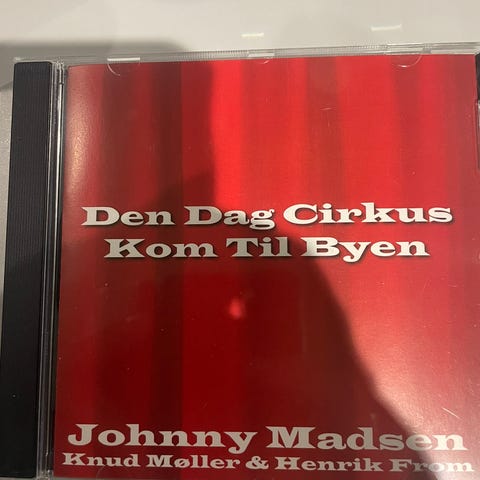 Den Dag Cirkus
Kom Til Byen
Johnny Madsen
Knud Møller & Henrik From